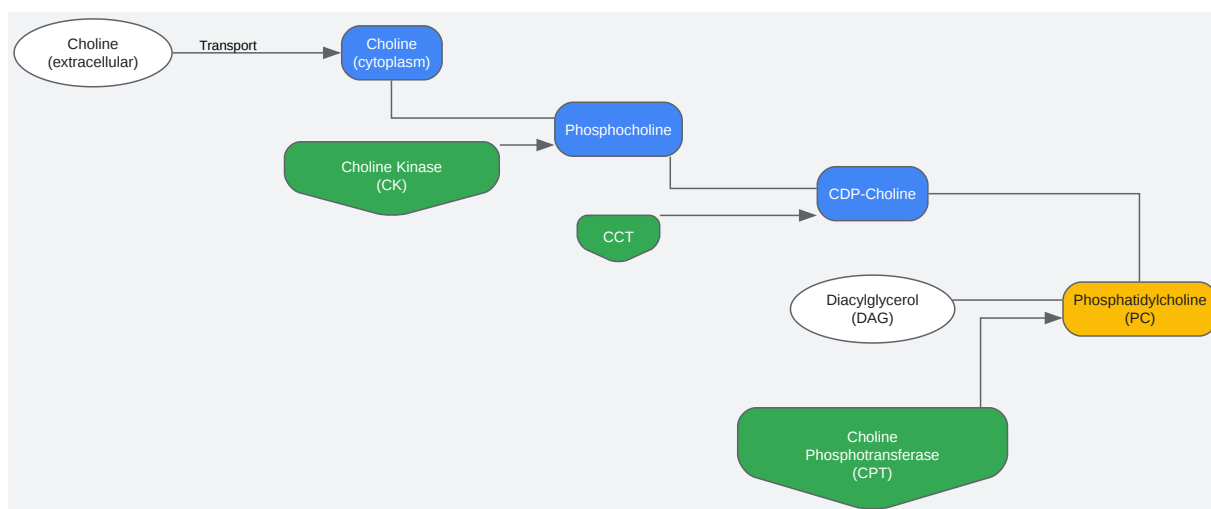 Choline
(extracellular)
Transport
Choline
(cytoplasm)
Phosphocholine
Choline Kinase
(CK)
CDP-Choline
CCT
Diacylglycerol
(DAG)
Phosphatidylcholine
(PC)
Choline
Phosphotransferase
(CPT)